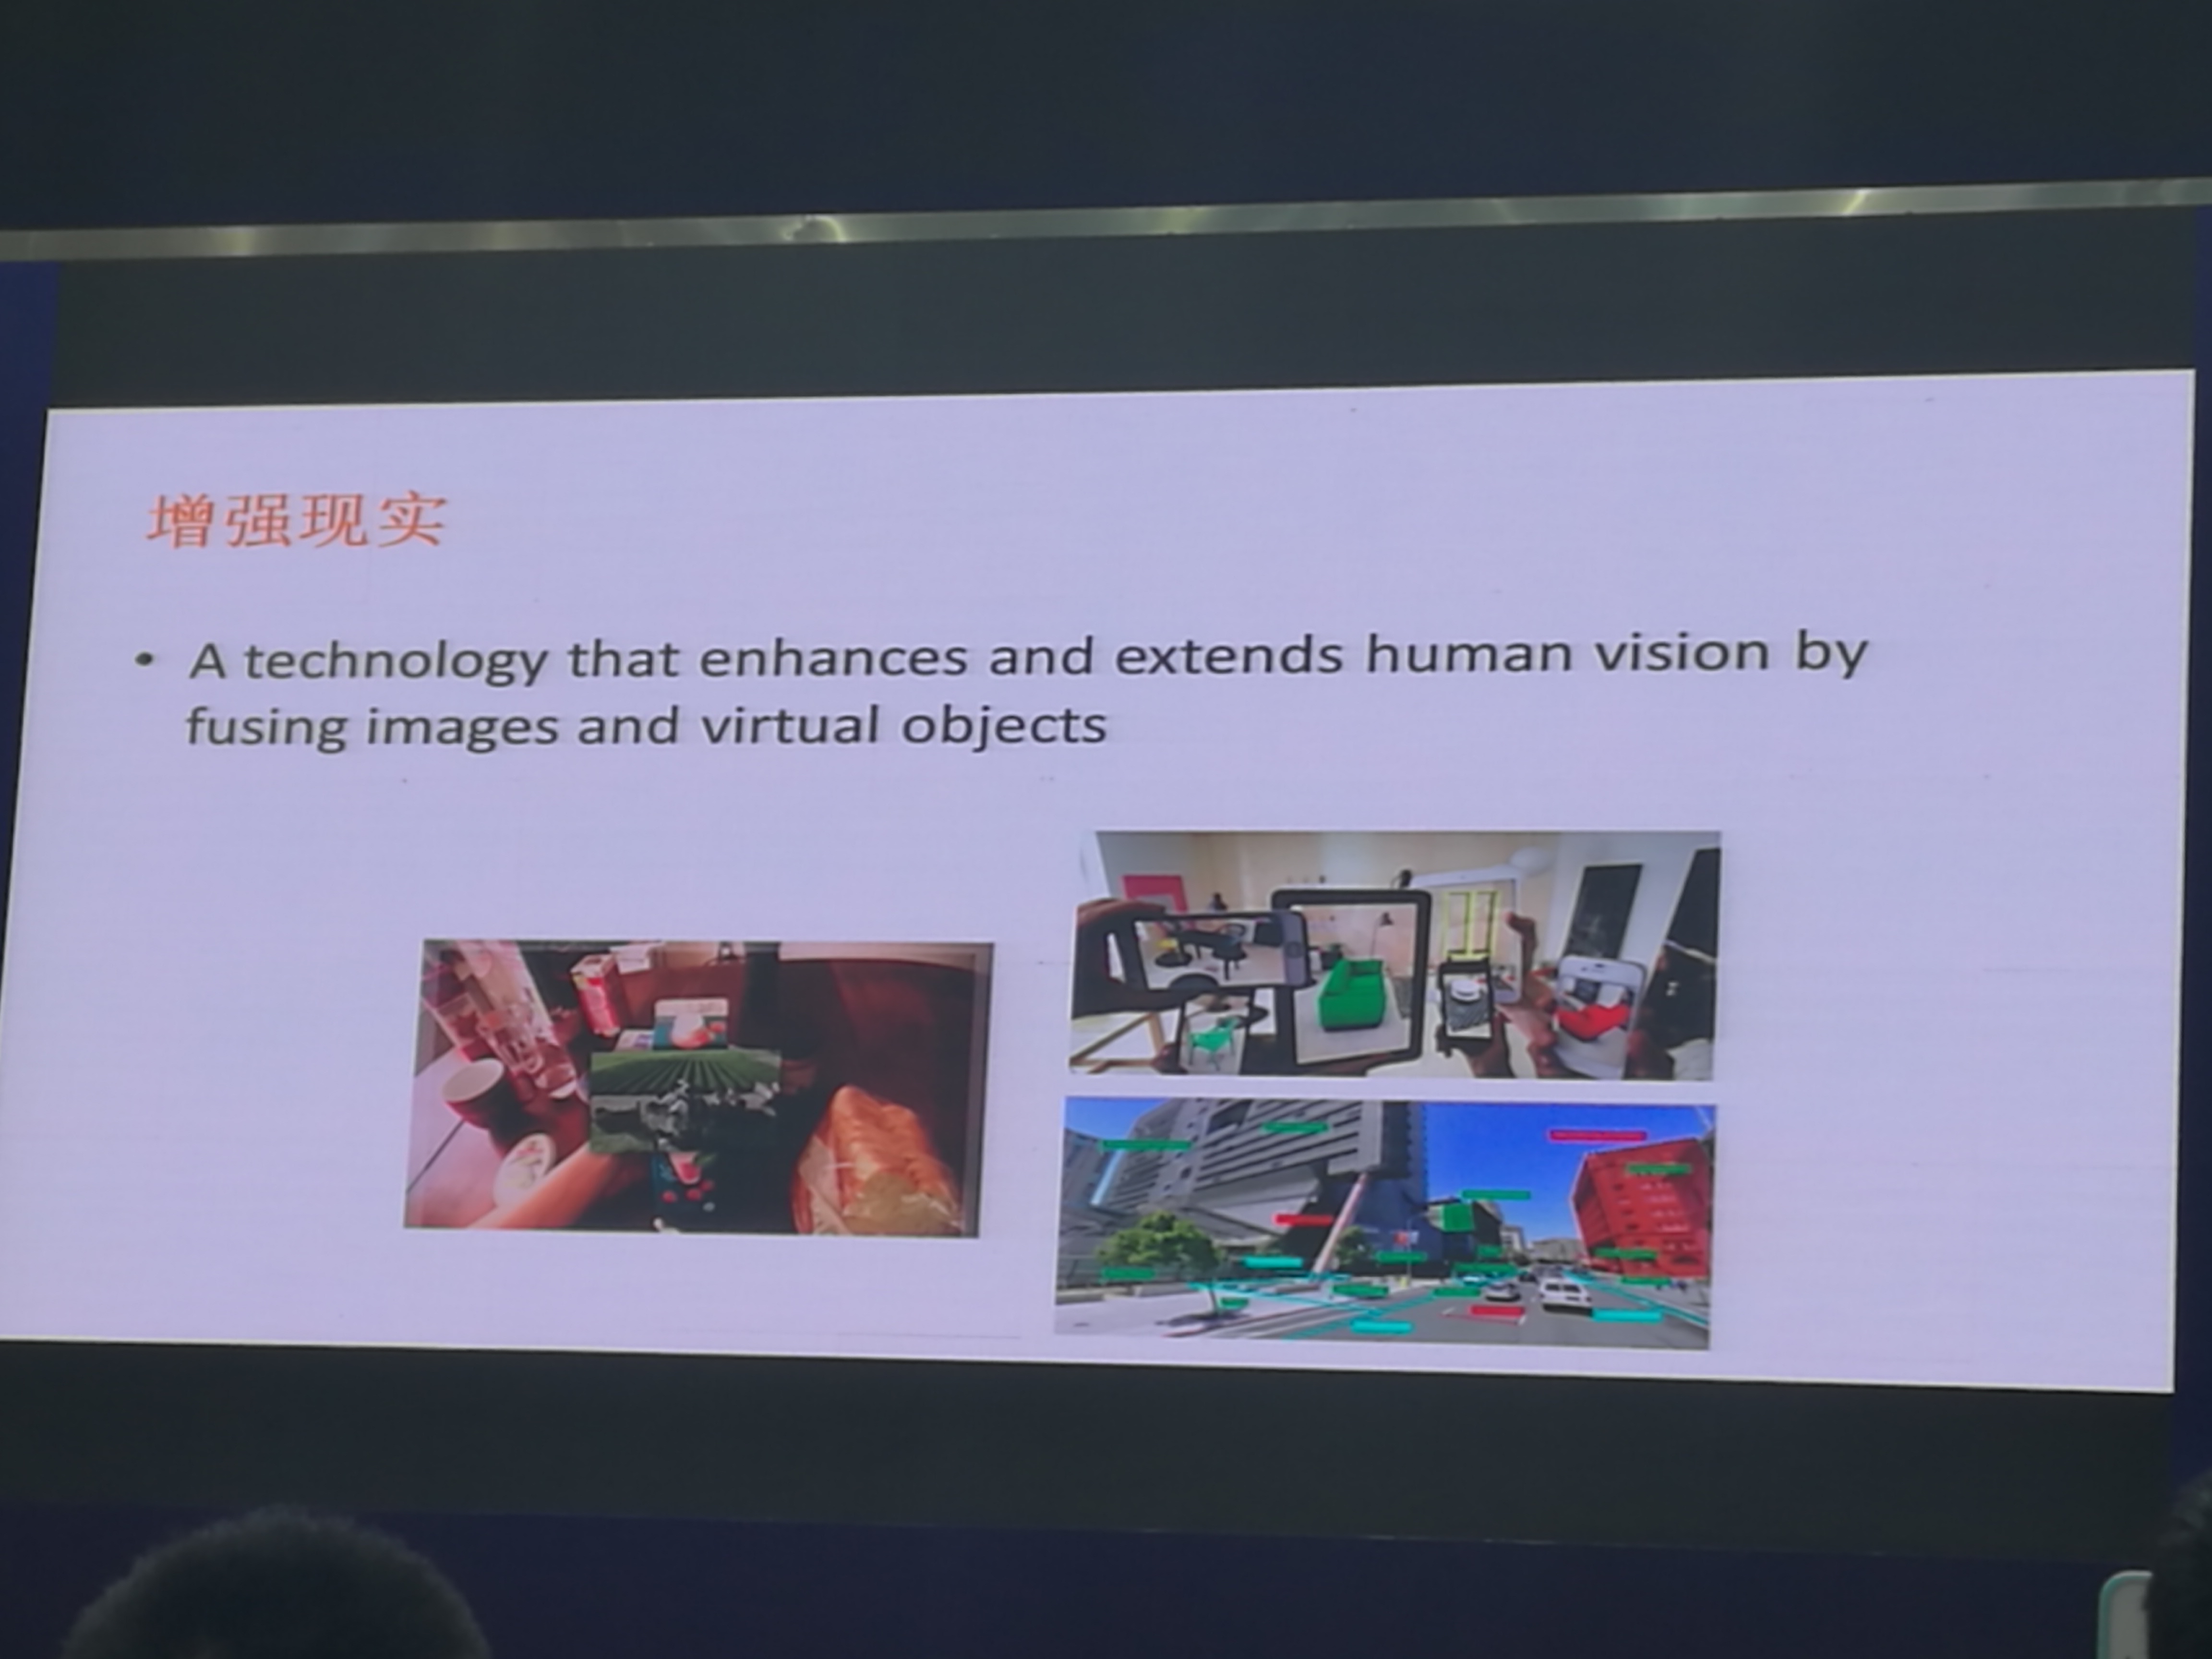 增强现实
• A technology that enhances and extends human vision by
fusing images and virtual objects